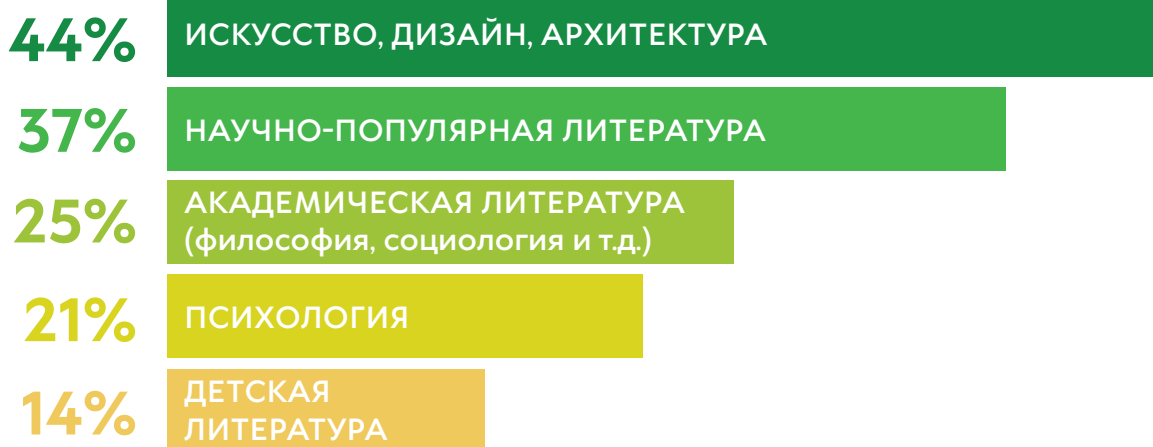 44% ИСКУССТВО, ДИЗАЙН, АРХИТЕКТУРА
37% НАУЧНО-ПОПУЛЯРНАЯ ЛИТЕРАТУРА
25% АКАДЕМИЧЕСКАЯ ЛИТЕРАТУРА
(философия, социология и т.д.)
21% ПСИХОЛОГИЯ
14% ДЕТСКАЯ
ЛИТЕРАТУРА